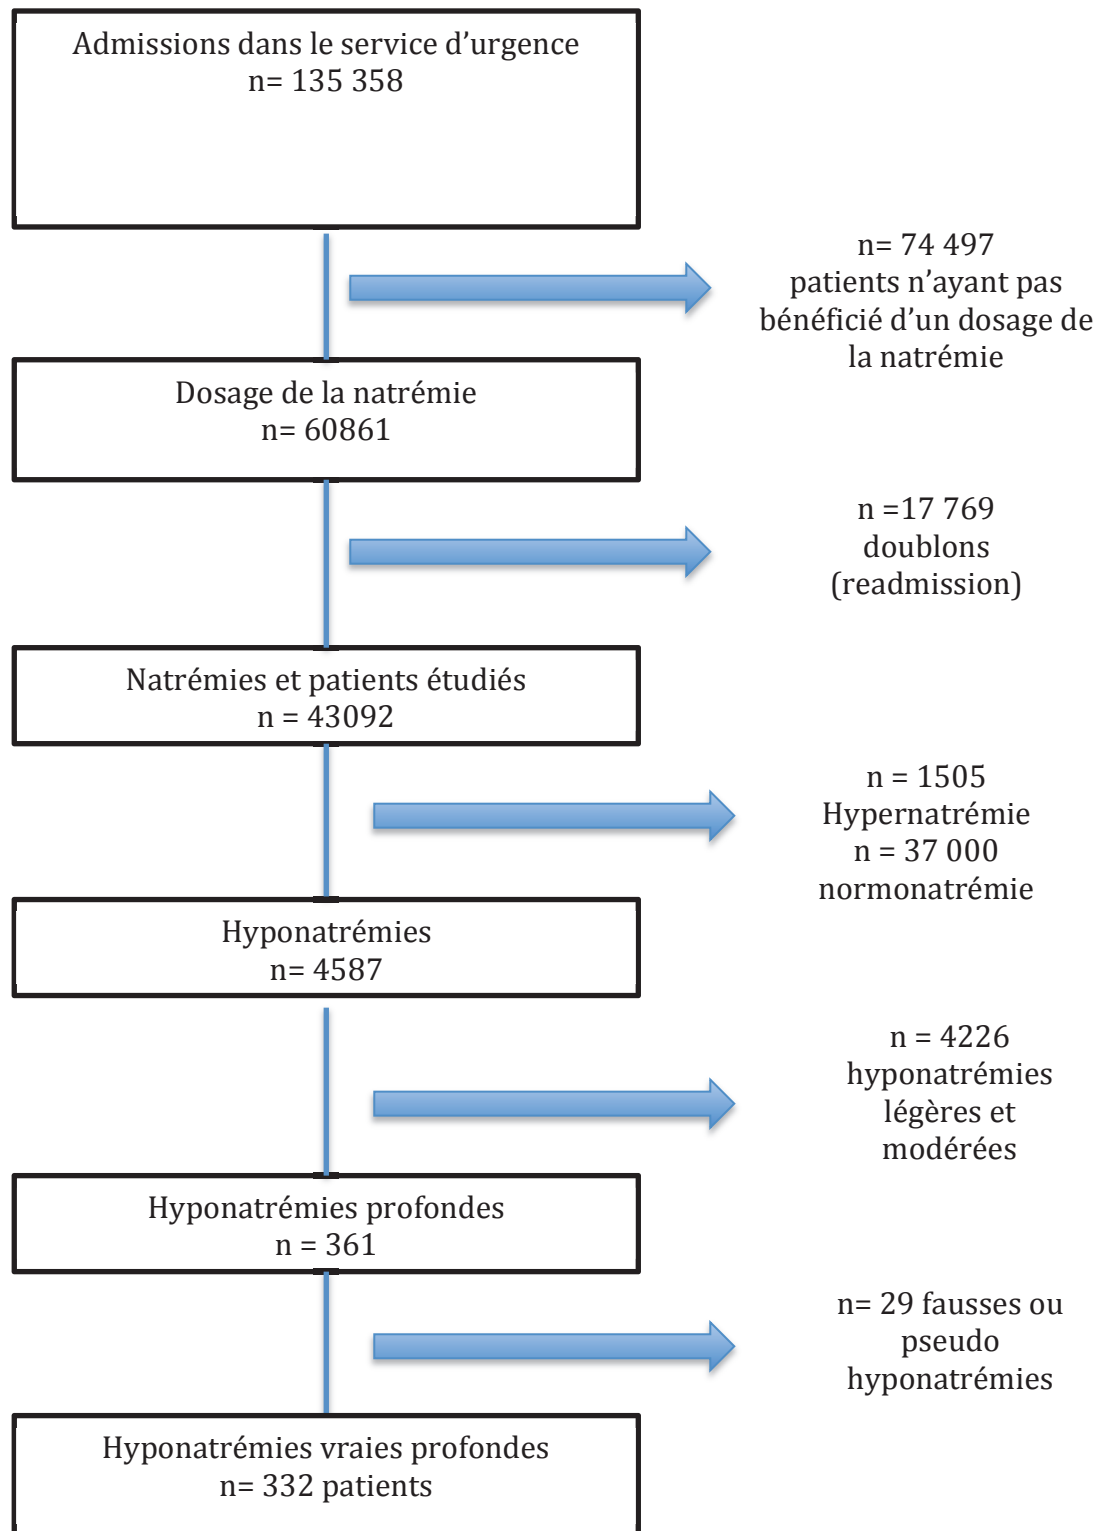 Admissions dans le service d’urgence
n= 135 358
n= 74 497
patients n’ayant pas
bénéficié d’un dosage de
la natrémie
Dosage de la natrémie
n= 60861
n =17 769
doublons
(readmission)
Natrémies et patients étudiés
n = 43092
n = 1505
Hypernatrémie
n = 37 000
normonatrémie
Hyponatrémies
n= 4587
n = 4226
hyponatrémies
légères et
modérées
Hyponatrémies profondes
n = 361
n= 29 fausses ou
pseudo
hyponatrémies
Hyponatrémies vraies profondes
n= 332 patients